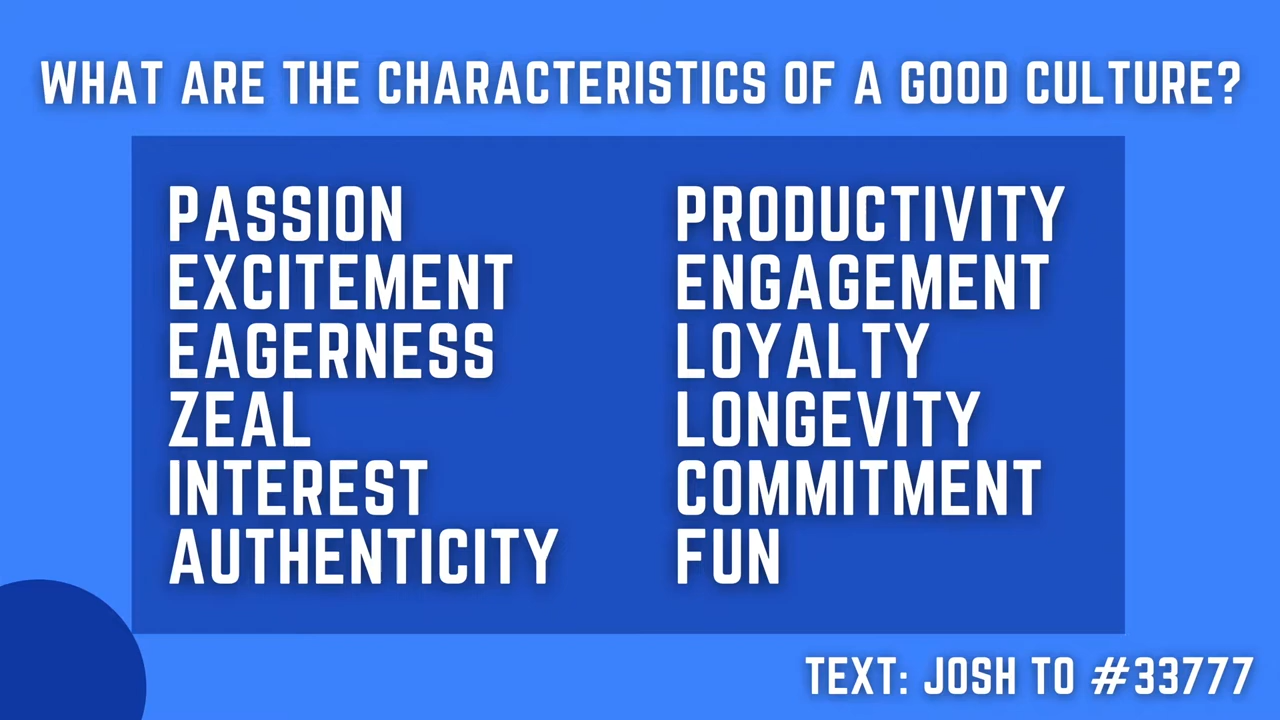 WHAT ARE THE CHARACTERISTICS OF A GOOD CULTURE?
PASSION
EXCITEMENT
EAGERNESS
ZEAL
INTEREST
AUTHENTICITY
PRODUCTIVITY
ENGAGEMENT
LOYALTY
LONGEVITY
COMMITMENT
FUN
TEXT: JOSH TO #33777